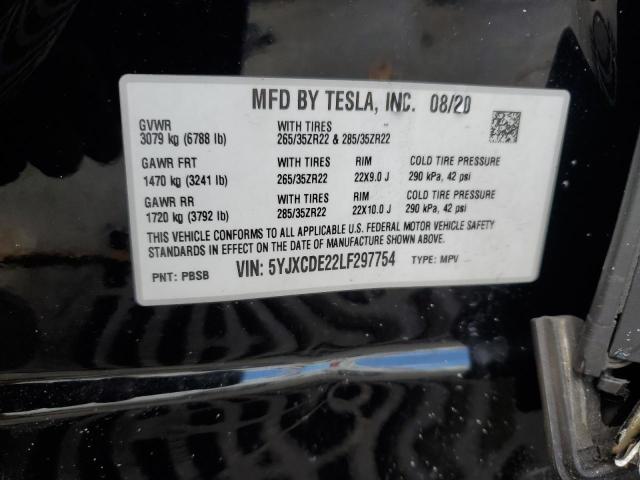 MFD BY TESLA, INC. 08/20
GVWR WITH TIRES
3079 kg (6788 lb) 265/35ZR22 & 285/35ZR22
GAWR FRT WITH TIRES RIM COLD TIRE PRESSURE
1470 kg (3241 lb) 265/35ZR22 22X9.0 J 290 kPa, 42 psi
GAWR RR WITH TIRES RIM COLD TIRE PRESSURE
1720 kg (3792 lb) 285/35ZR22 22X10.0 J 290 kPa, 42 psi
THIS VEHICLE CONFORMS TO ALL APPLICABLE U.S. FEDERAL MOTOR VEHICLE SAFETY
STANDARDS IN EFFECT ON THE DATE OF MANUFACTURE SHOWN ABOVE.
PNT: PBSB VIN: 5YJXCDE22LF297754 TYPE: MPV